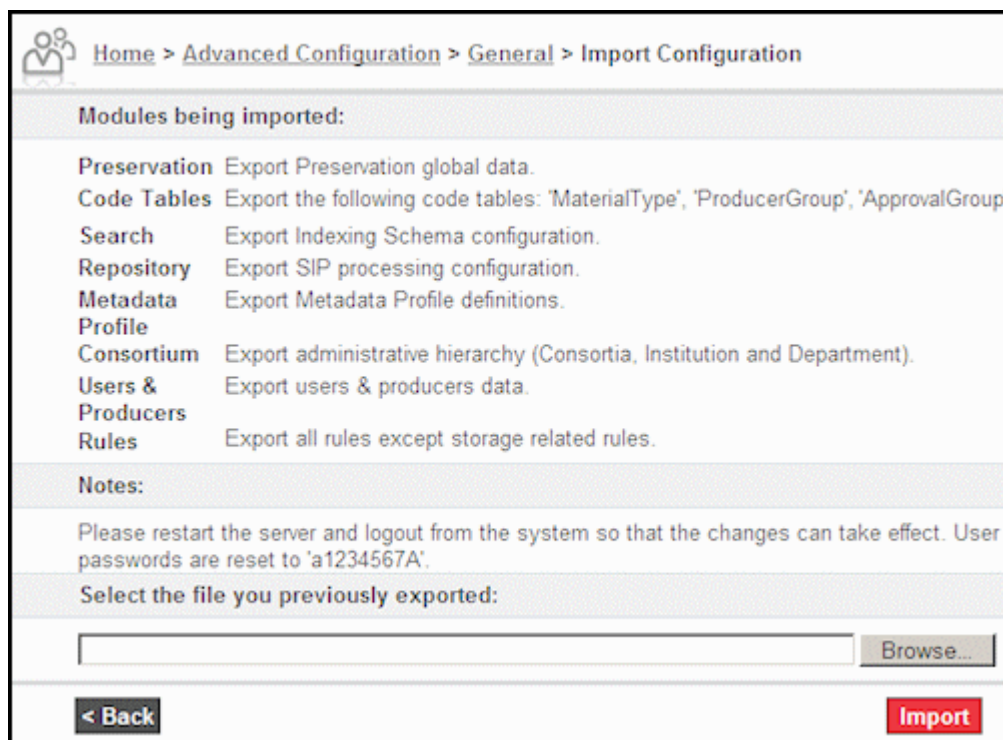 Home > Advanced Configuration > General > Import Configuration
Modules being imported:
Preservation Export Preservation global data.
Code Tables Export the following code tables: 'MaterialType', 'ProducerGroup', 'ApprovalGroup
Search Export Indexing Schema configuration.
Repository Export SIP processing configuration.
Metadata Profile Export Metadata Profile definitions.
Consortium Export administrative hierarchy (Consortia, Institution and Department).
Users & Producers Export users & producers data.
Rules Export all rules except storage related rules.
Notes:
Please restart the server and logout from the system so that the changes can take effect. User
passwords are reset to 'a1234567A'.
Select the file you previously exported:
Browse...
< Back Import